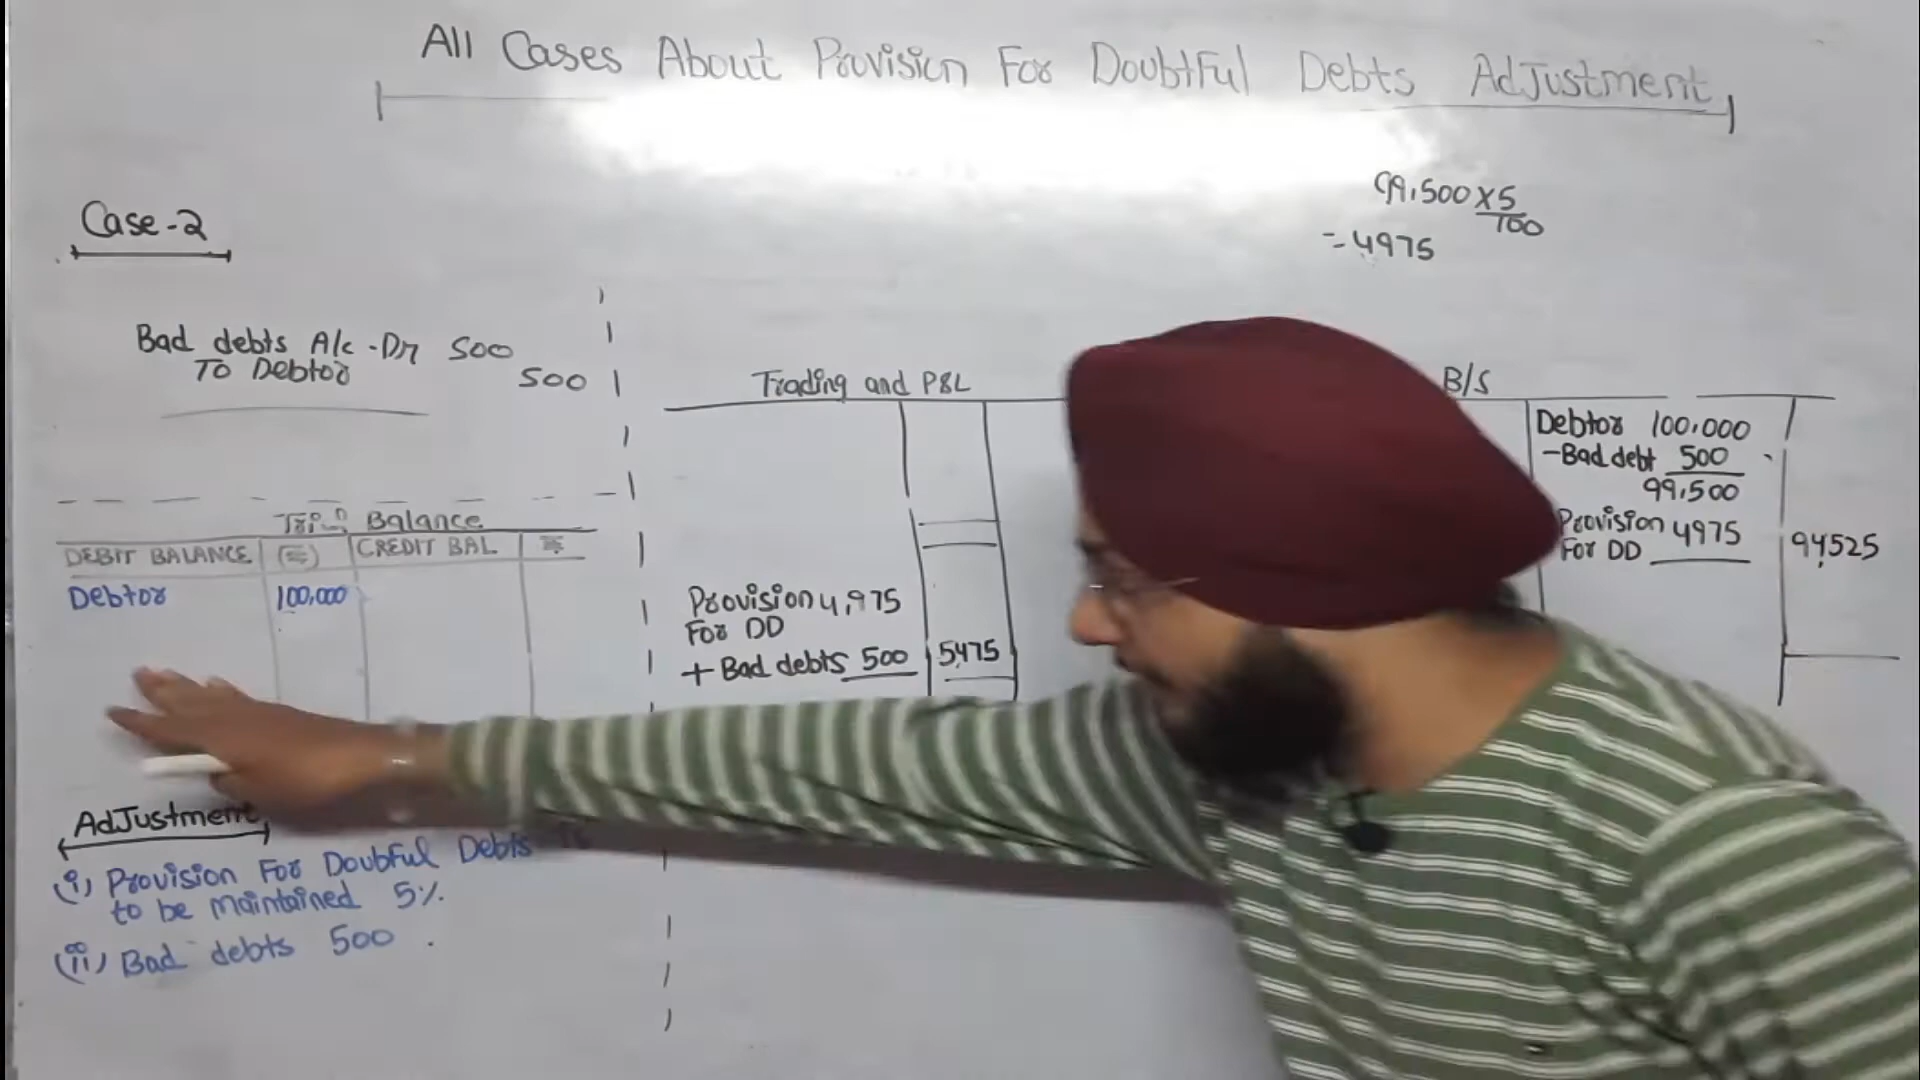 All Cases About Provision For Doubtful Debts Adjustment
Case-2
99,500 x 5/100
= 4975
Bad debts A/c - Dr 500
To Debtor 500
Trial Balance
DEBIT BALANCE (₹) CREDIT BAL ₹
Debtor 100,000
Adjustment
(i) Provision For Doubful Debts
to be maintained 5%.
(ii) Bad debts 500
Trading and P&L
Provision 4,975
For DD
+ Bad debts 500 5475
B/S
Debtor 100,000
- Bad debt 500
99,500
Provision 4975
For DD 94,525